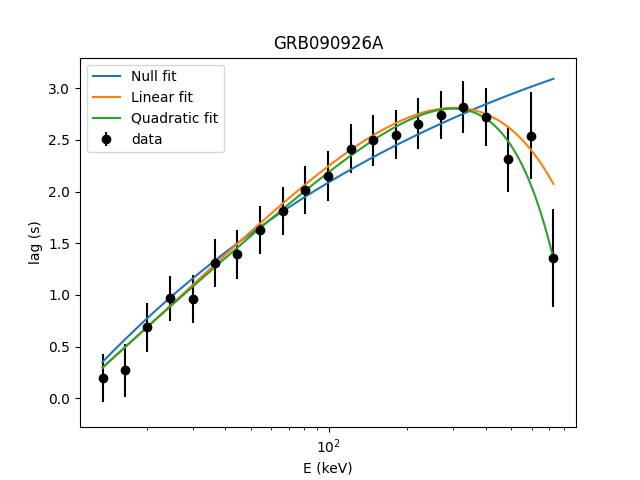 GRB090926A
Null fit
Linear fit
Quadratic fit
data
lag (s)
3.0
2.5
2.0
1.5
1.0
0.5
0.0
10²
E (keV)